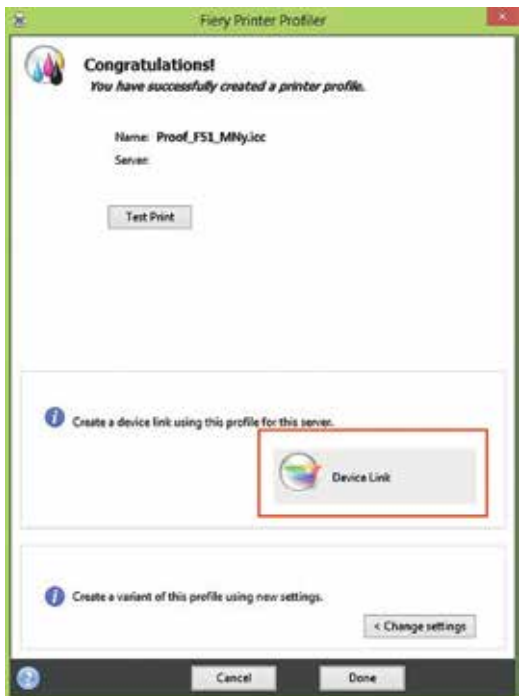 Fiery Printer Profiler
Congratulations!
You have successfully created a printer profile.
Name: Proof_F51_MNy.icc
Server:
Test Print
Create a device link using this profile for this server.
Device Link
Create a variant of this profile using new settings.
< Change settings
Cancel
Done